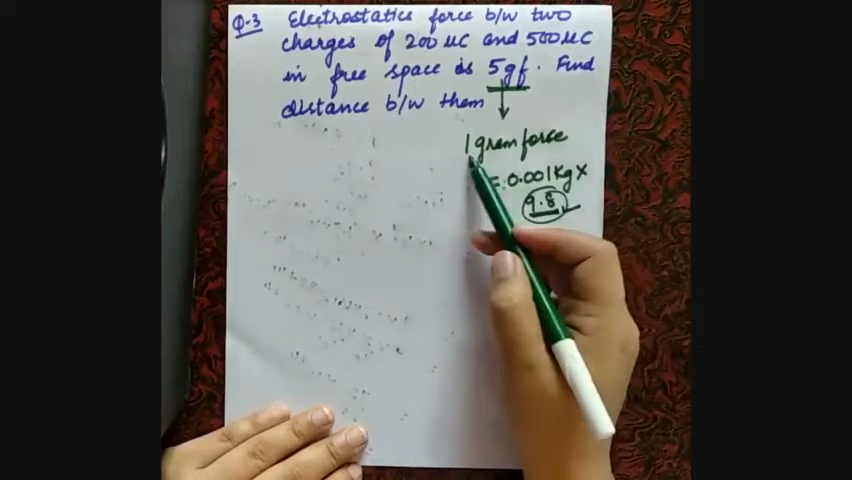 Q-3 Electrostatics force b/w two
charges of 200 µC and 500 µC
in free space is 5gf. Find
distance b/w them
1 gram force
= 0.001 Kg x
9.8